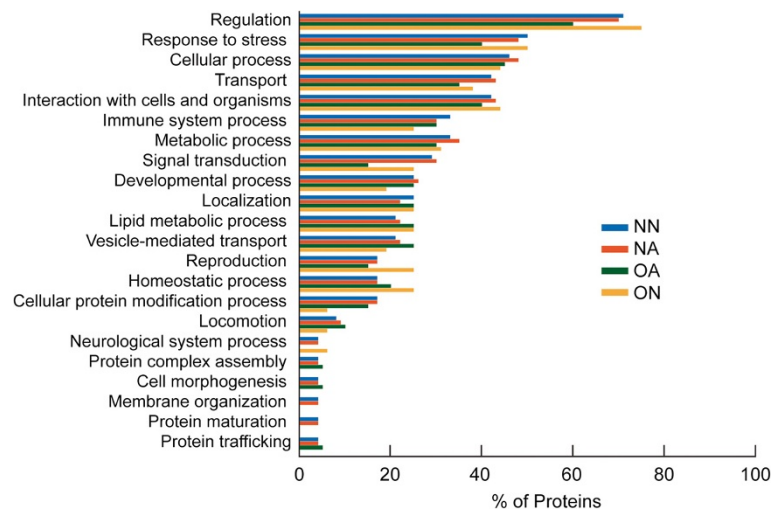 Regulation
Response to stress
Cellular process
Transport
Interaction with cells and organisms
Immune system process
Metabolic process
Signal transduction
Developmental process
Localization
Lipid metabolic process
Vesicle-mediated transport
Reproduction
Homeostatic process
Cellular protein modification process
Locomotion
Neurological system process
Protein complex assembly
Cell morphogenesis
Membrane organization
Protein maturation
Protein trafficking
NN
NA
OA
ON
0 20 40 60 80 100
% of Proteins